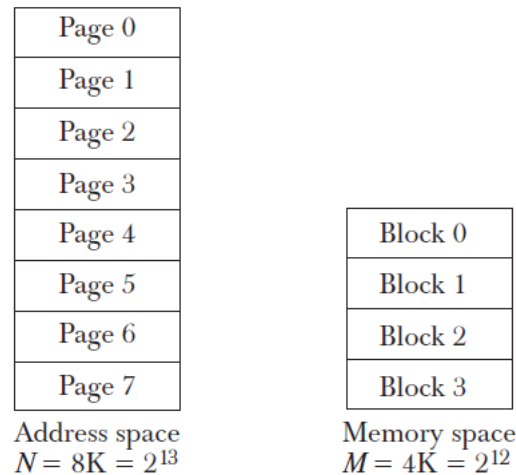 Page 0
Page 1
Page 2
Page 3
Page 4
Page 5
Page 6
Page 7
Address space
N = 8K = 2¹³
Block 0
Block 1
Block 2
Block 3
Memory space
M = 4K = 2¹²